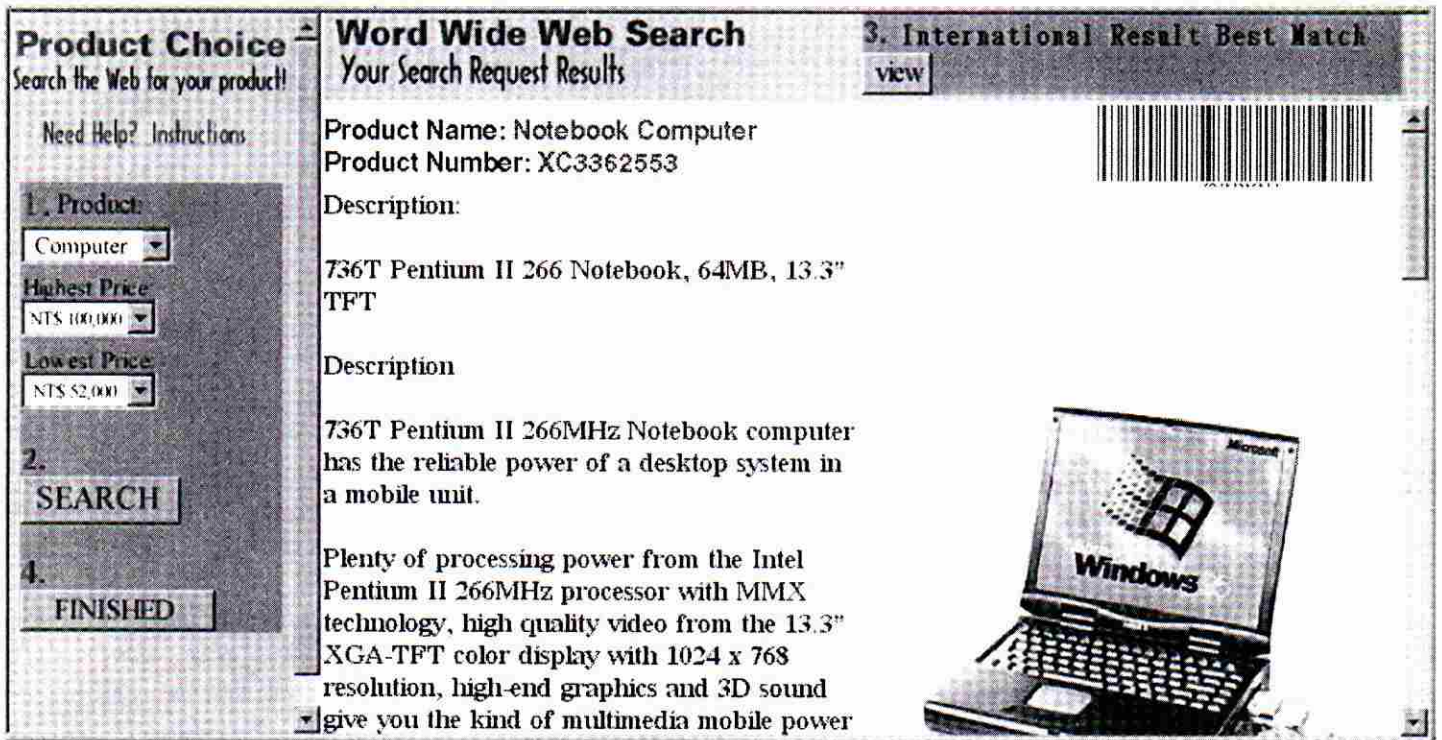 Product Choice
Search the Web for your product!
Need Help? Instructions
1. Product:
Computer
Highest Price:
NT$ 100,000
Lowest Price:
NT$ 52,000
2.
SEARCH
4.
FINISHED
Word Wide Web Search
Your Search Request Results
3. International Result Best Match
view
Product Name: Notebook Computer
Product Number: XC3362553
Description:
736T Pentium II 266 Notebook, 64MB, 13.3"
TFT
Description
736T Pentium II 266MHz Notebook computer
has the reliable power of a desktop system in
a mobile unit.
Plenty of processing power from the Intel
Pentium II 266MHz processor with MMX
technology, high quality video from the 13.3"
XGA-TFT color display with 1024 x 768
resolution, high-end graphics and 3D sound
give you the kind of multimedia mobile power
Microsoft
Windows